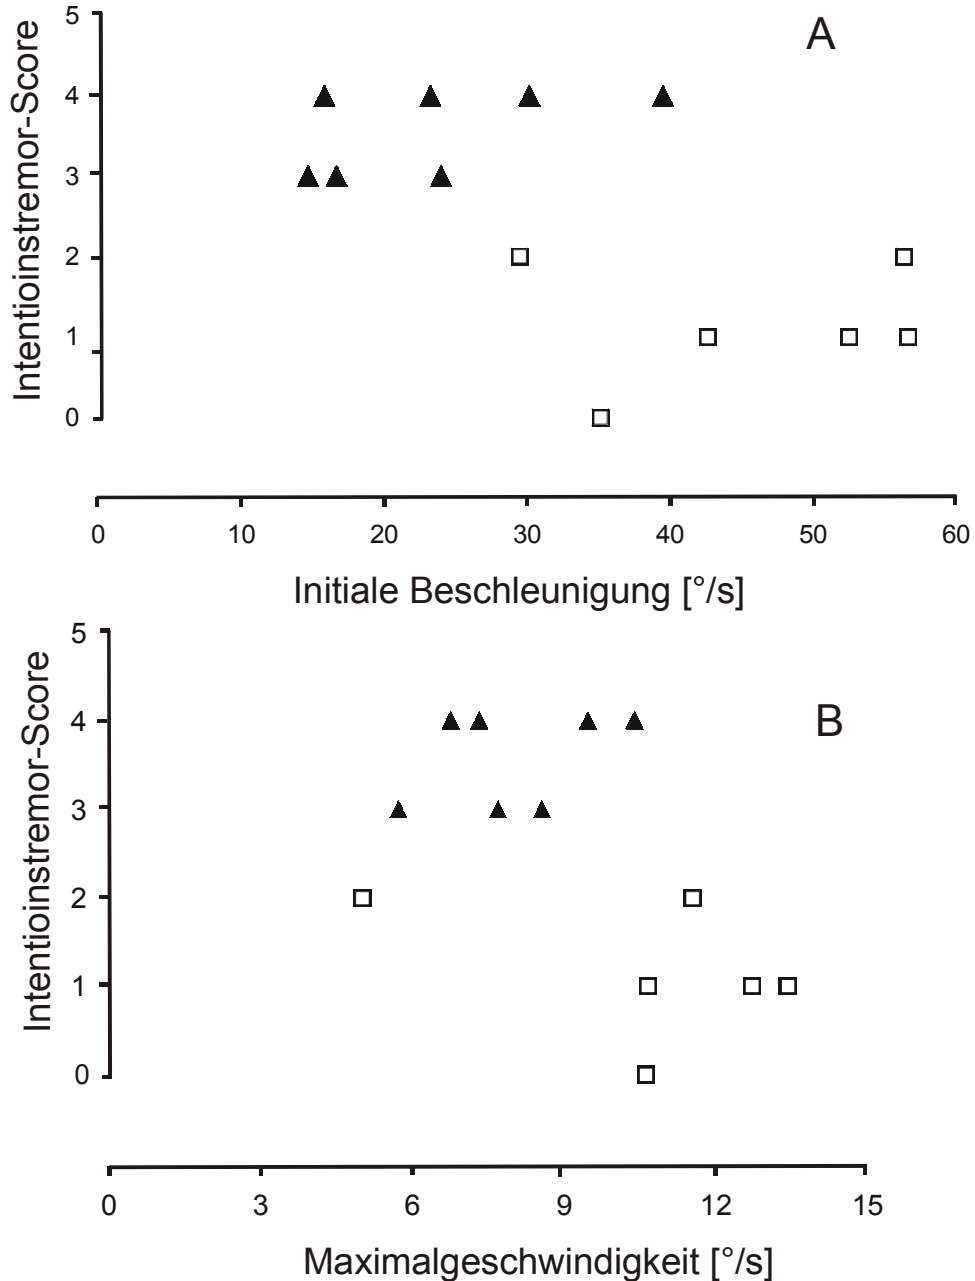 A
Intentioinstremor-Score
5
4
3
2
1
0
0 10 20 30 40 50 60
Initiale Beschleunigung [°/s]
B
Intentioinstremor-Score
5
4
3
2
1
0
0 3 6 9 12 15
Maximalgeschwindigkeit [°/s]